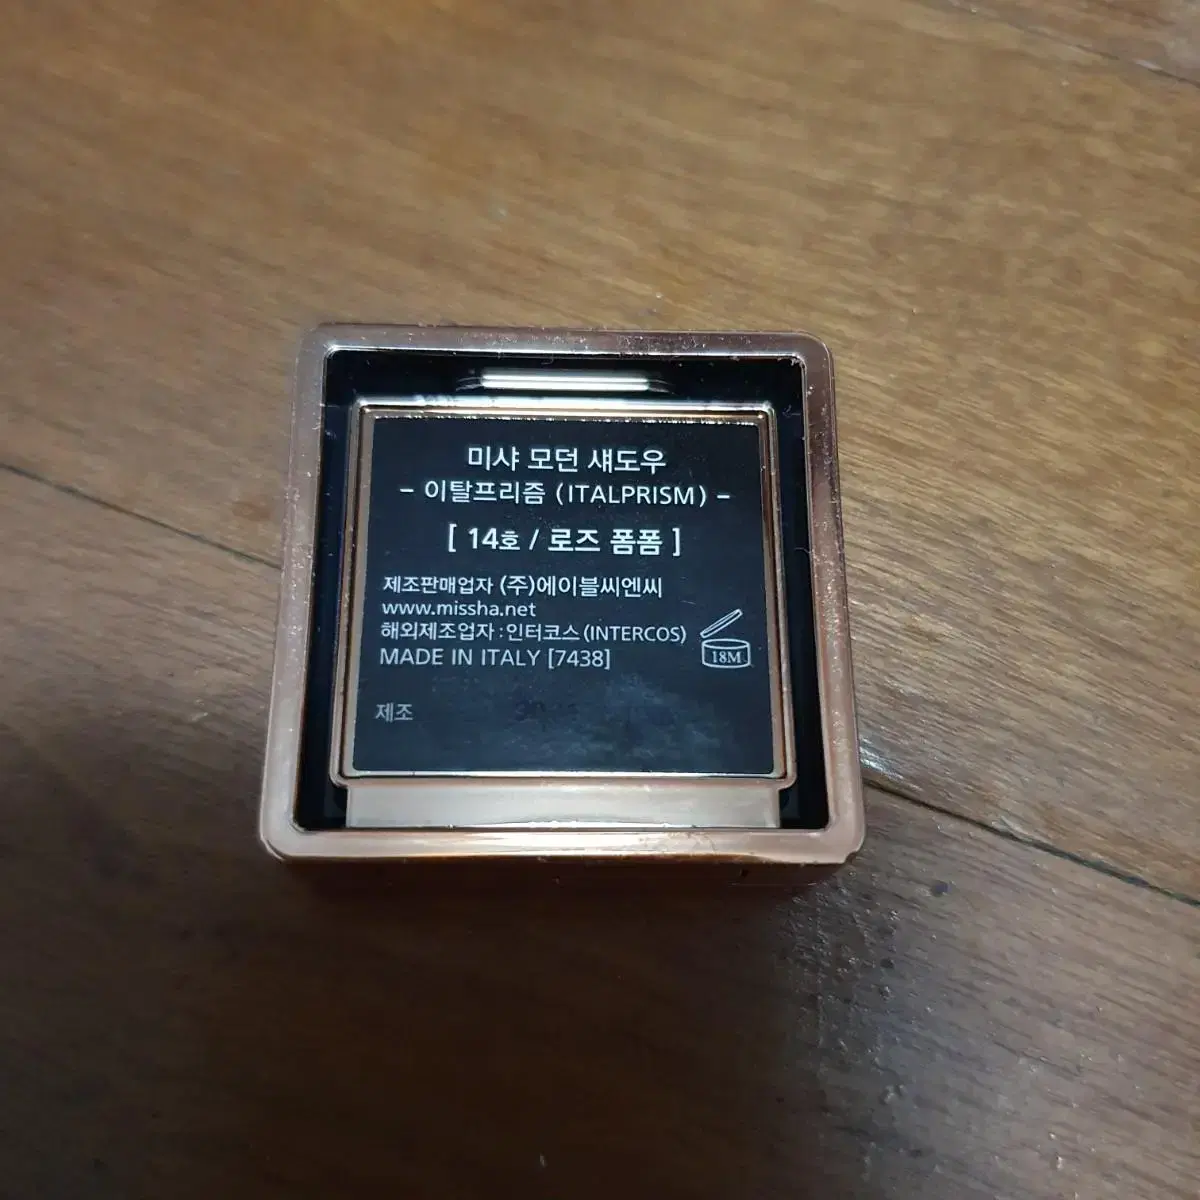 미샤 모던 섀도우
- 이탈프리즘 (ITALPRISM) -
[ 14호 / 로즈 폼폼 ]
제조판매업자 (주)에이블씨엔씨
www.missha.net
해외제조업자 : 인터코스 (INTERCOS)
18M
MADE IN ITALY [7438]
제조